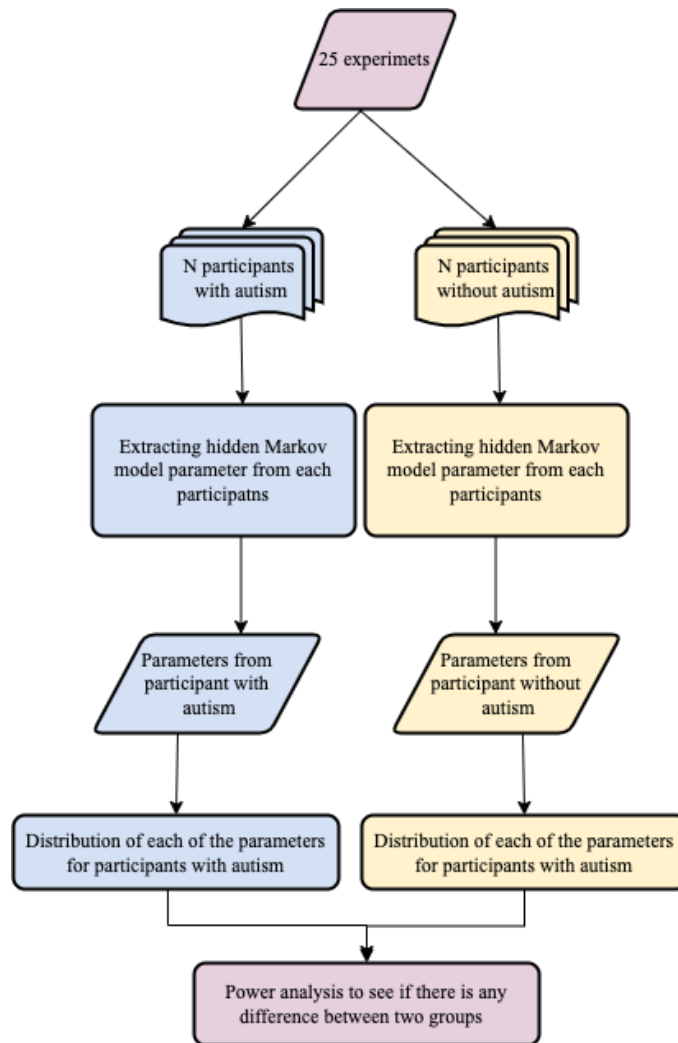 25 experimets
N participants
with autism
N participants
without autism
Extracting hidden Markov
model parameter from each
participatns
Extracting hidden Markov
model parameter from each
participants
Parameters from
participant with
autism
Parameters from
participant without
autism
Distribution of each of the parameters
for participants with autism
Distribution of each of the parameters
for participants with autism
Power analysis to see if there is any
difference between two groups